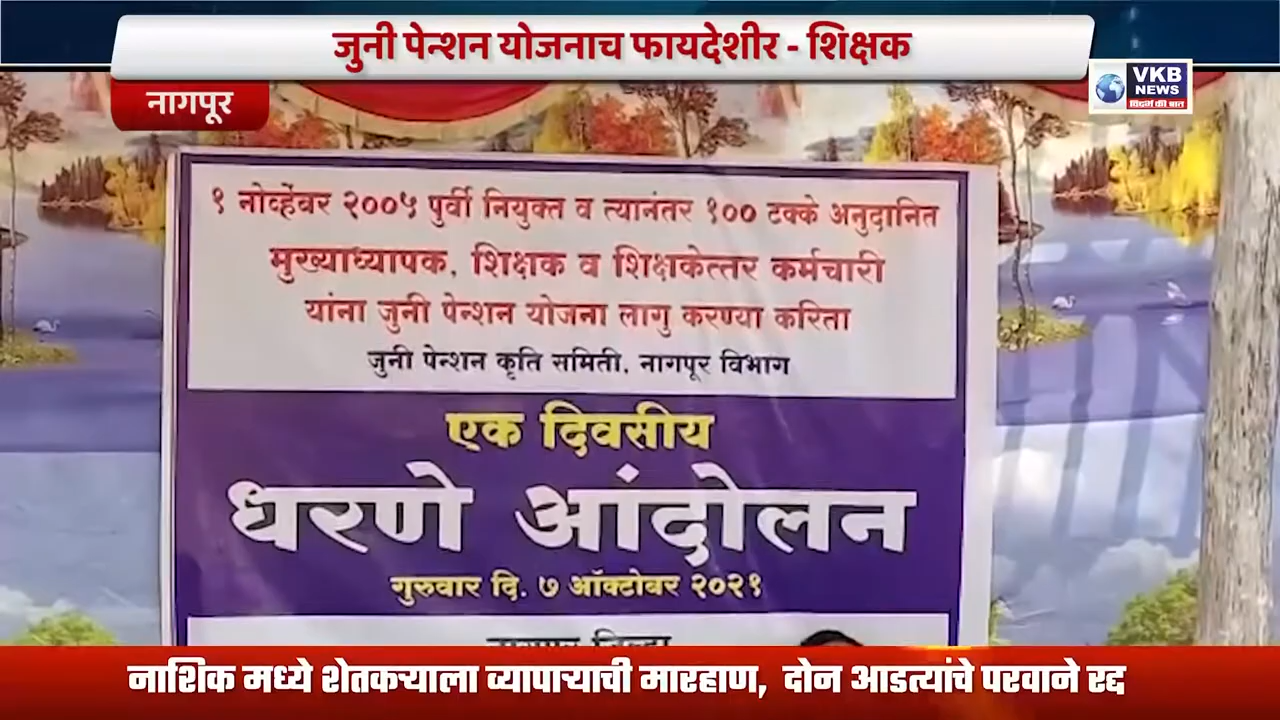 जुनी पेन्शन योजनाच फायदेशीर - शिक्षक
नागपूर
VKB
NEWS
विदर्भ की बात
१ नोव्हेंबर २००५ पुर्वी नियुक्त व त्यानंतर १०० टक्के अनुदानित
मुख्याध्यापक, शिक्षक व शिक्षकेत्तर कर्मचारी
यांना जुनी पेन्शन योजना लागु करण्या करिता
जुनी पेन्शन कृति समिती, नागपूर विभाग
एक दिवसीय
धरणे आंदोलन
गुरुवार दि. ७ ऑक्टोबर २०२१
नाशिक मध्ये शेतकऱ्याला व्यापाऱ्याची मारहाण, दोन आडत्यांचे परवाने रद्द